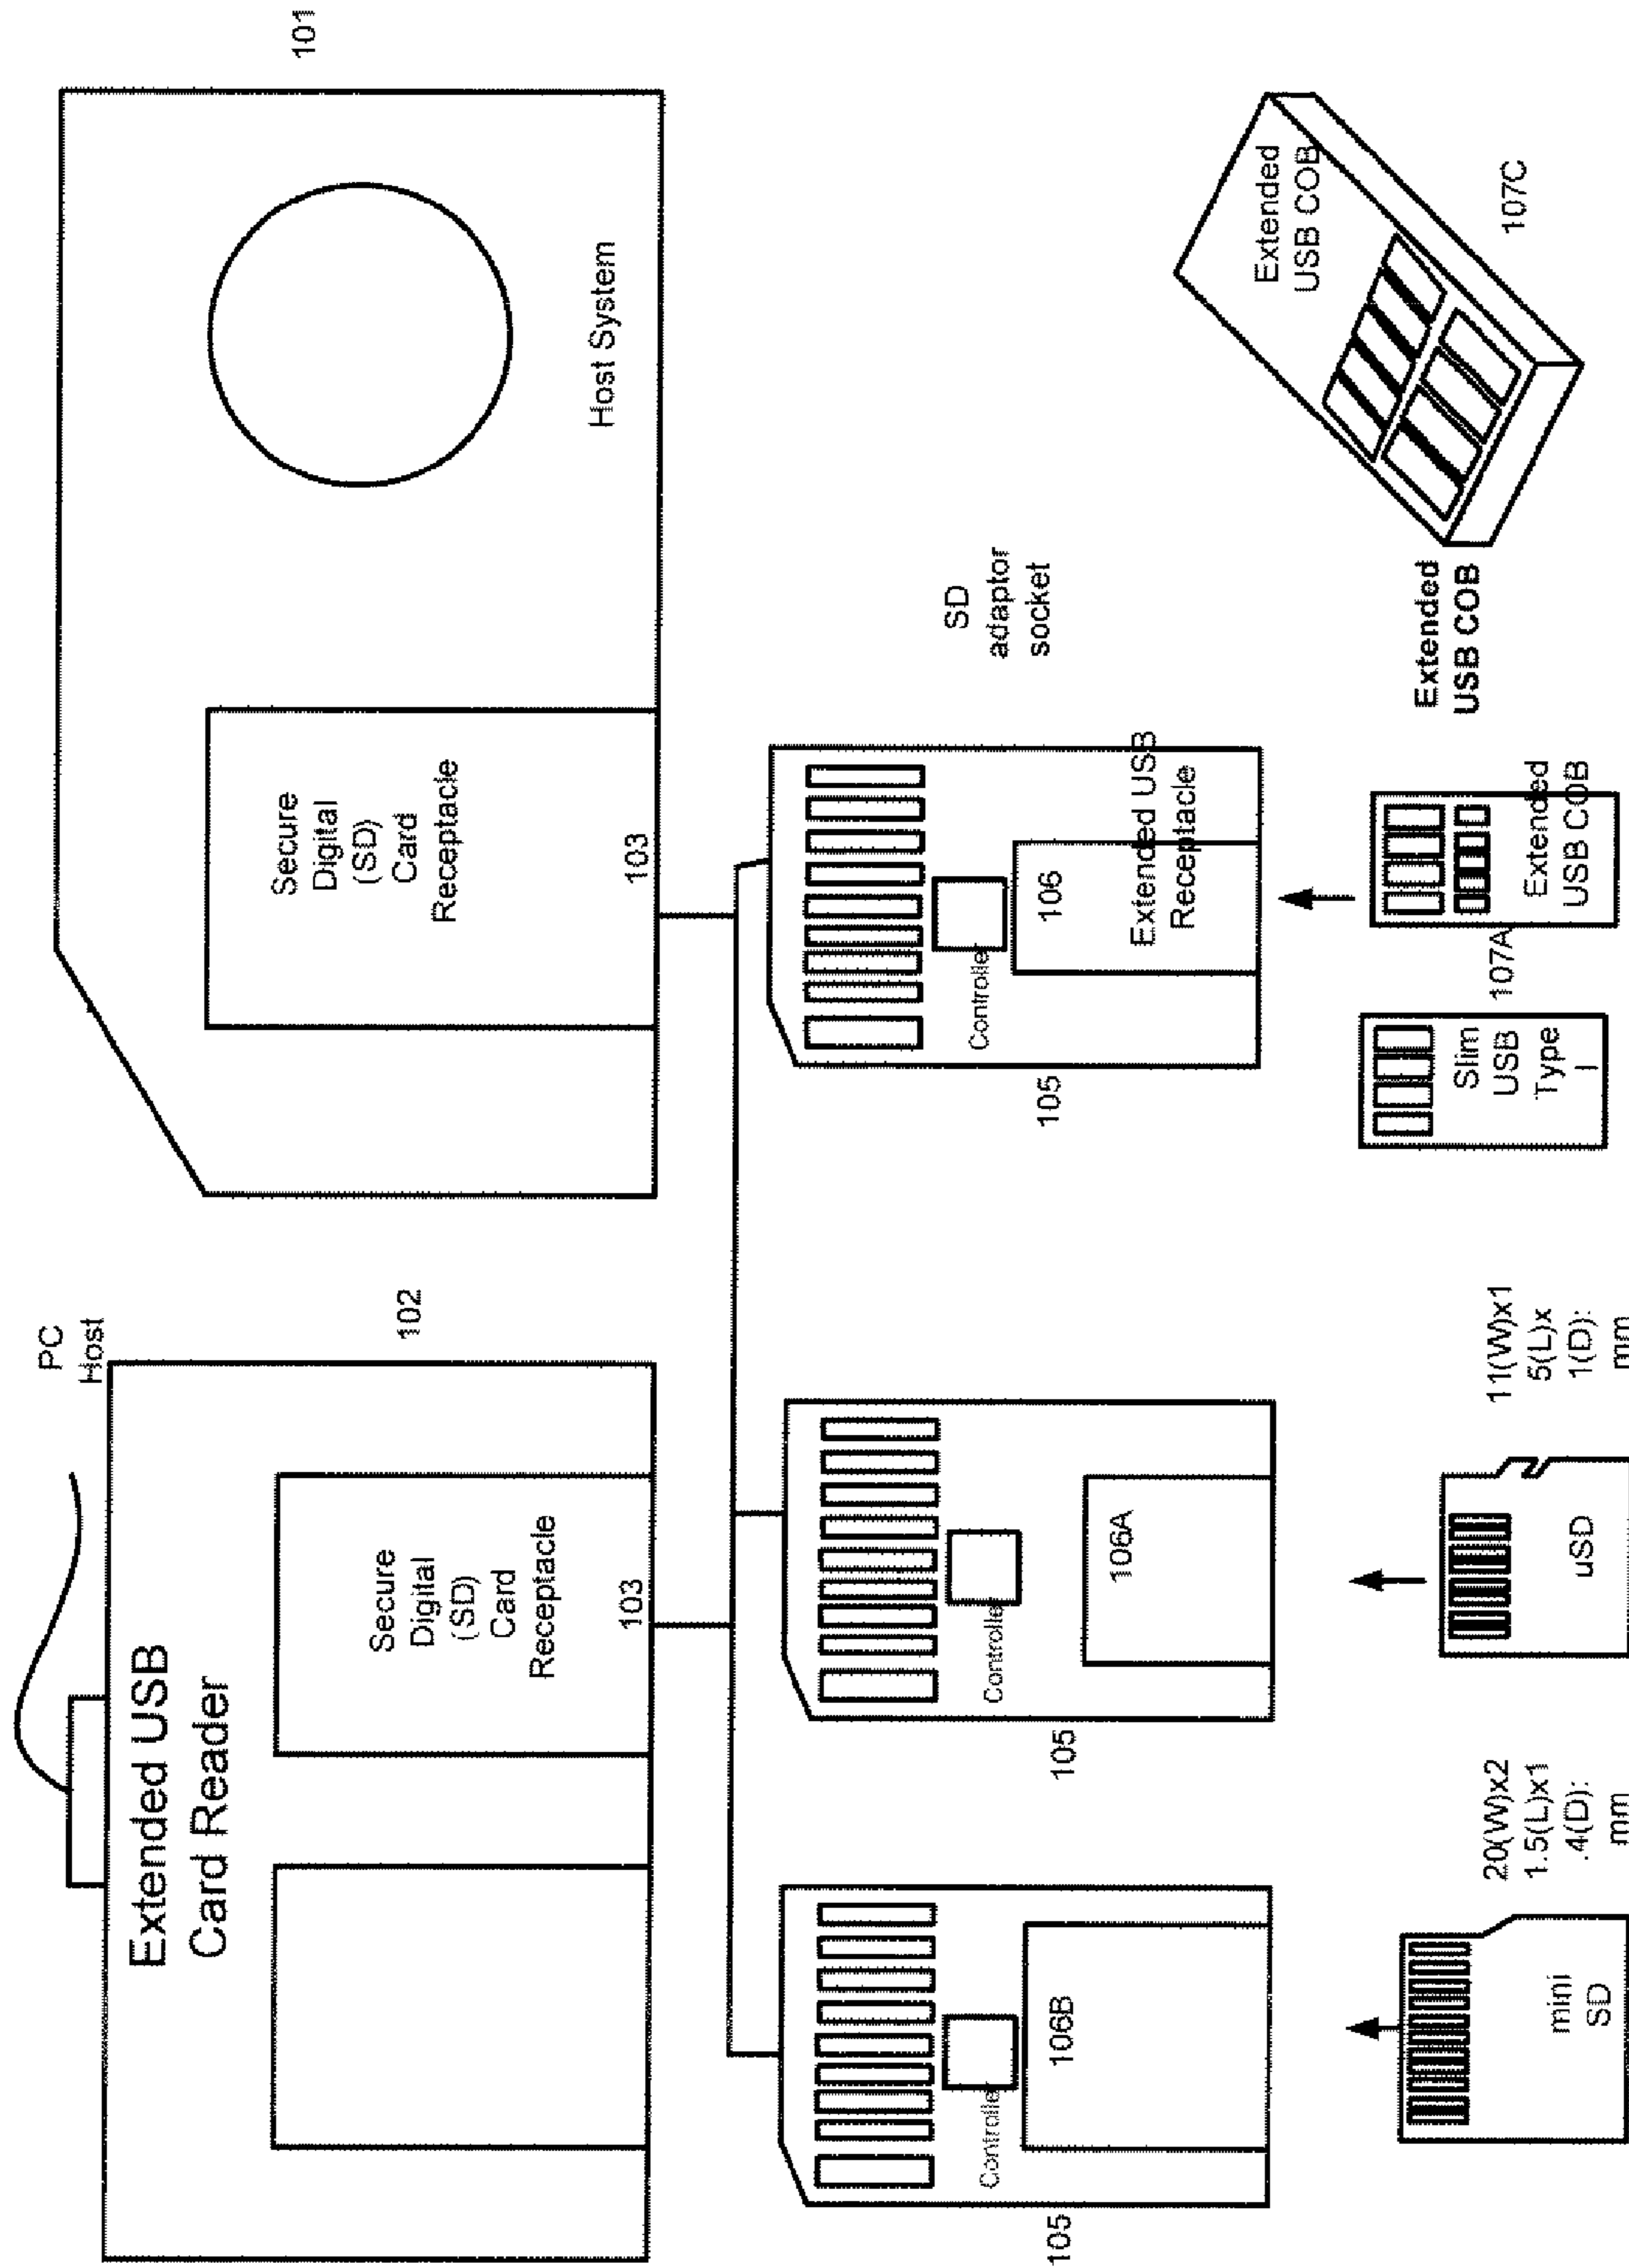 PC
Host
Extended USB
Card Reader
102
Secure
Digital
(SD)
Card
Receptacle
103
101
Host System
Secure
Digital
(SD)
Card
Receptacle
103
105
Controller
106B
105
Controller
106A
105
Controller
106
Extended USB
Receptacle
SD
adaptor
socket
mini
SD
20(W)x2
1.5(L)x1
.4(D):
mm
uSD
11(W)x1
5(L)x
1(D):
mm
Slim
USB
Type
I
107A
Extended
USB COB
Extended
USB COB
Extended
USB COB
107C